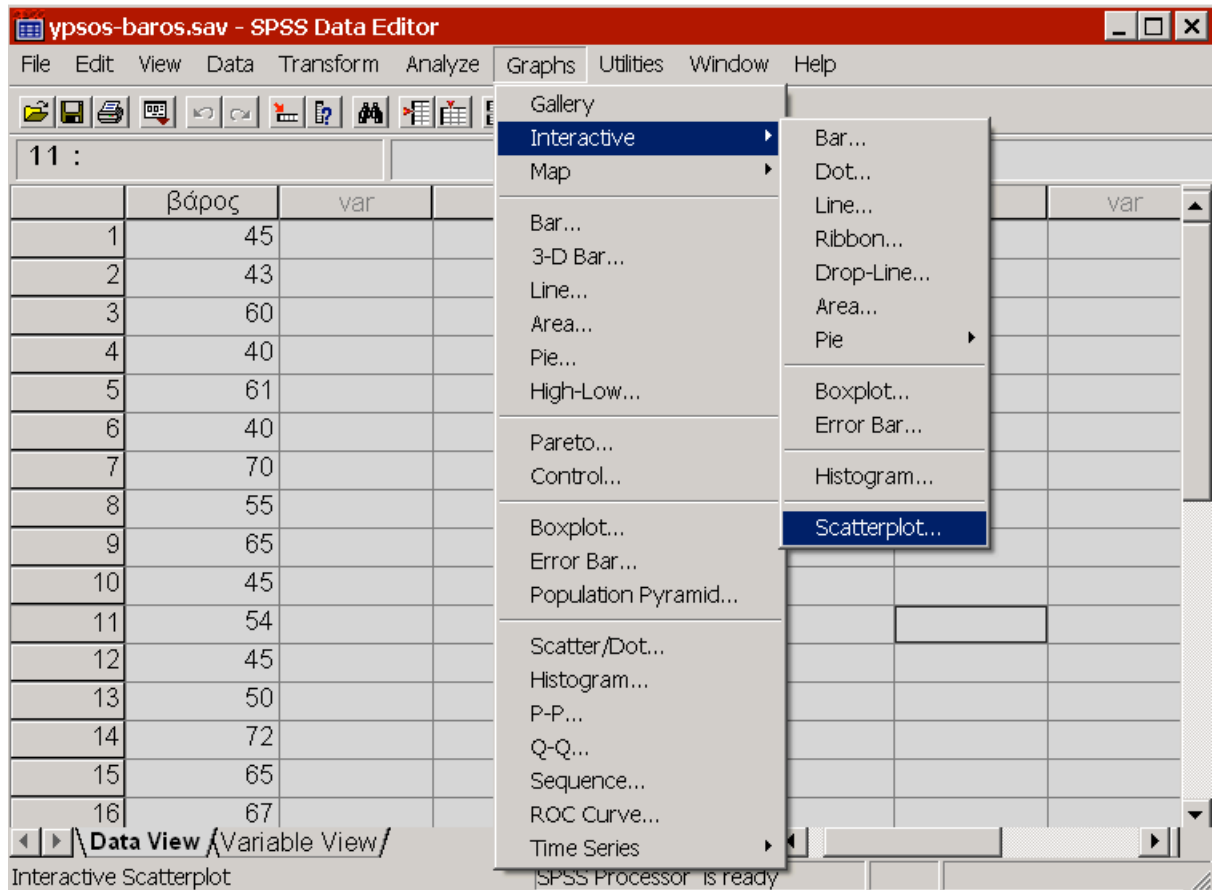 ypsos-baros.sav - SPSS Data Editor
File Edit View Data Transform Analyze Graphs Utilities Window Help
11 :
βάρος var var
1 45
2 43
3 60
4 40
5 61
6 40
7 70
8 55
9 65
10 45
11 54
12 45
13 50
14 72
15 65
16 67
Gallery
Interactive
Map
Bar...
3-D Bar...
Line...
Area...
Pie...
High-Low...
Pareto...
Control...
Boxplot...
Error Bar...
Population Pyramid...
Scatter/Dot...
Histogram...
P-P...
Q-Q...
Sequence...
ROC Curve...
Time Series
Bar...
Dot...
Line...
Ribbon...
Drop-Line...
Area...
Pie
Boxplot...
Error Bar...
Histogram...
Scatterplot...
Data View Variable View
Interactive Scatterplot SPSS Processor is ready